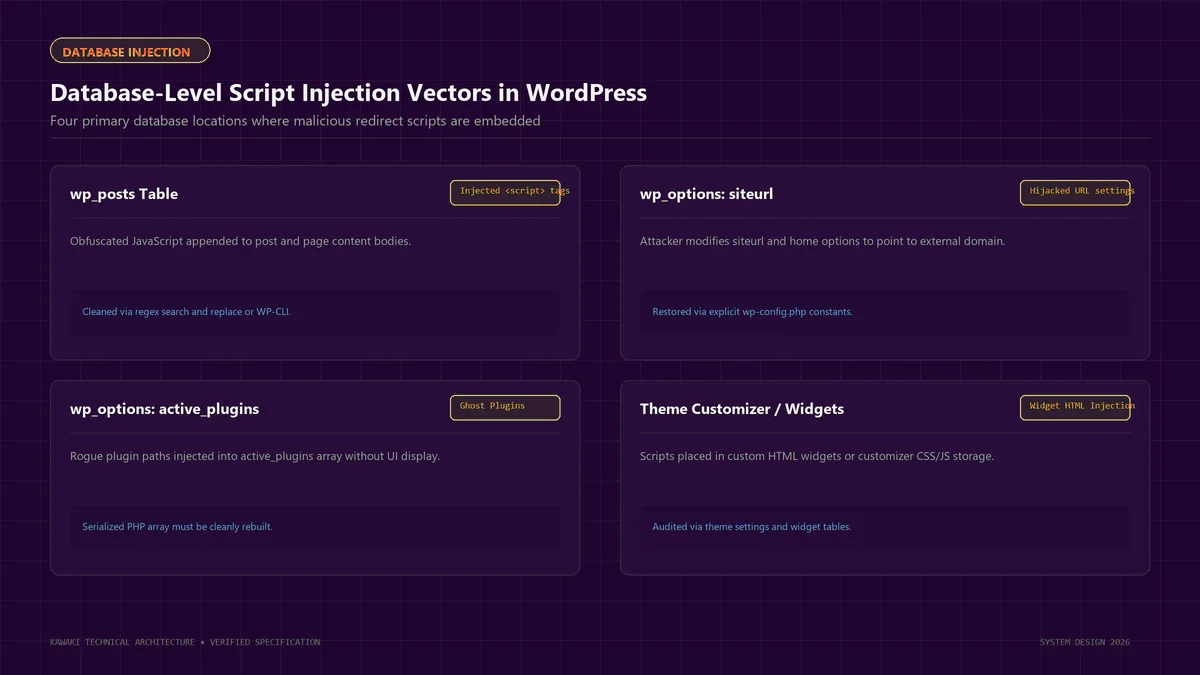 DATABASE INJECTION
Database-Level Script Injection Vectors in WordPress
Four primary database locations where malicious redirect scripts are embedded
wp_posts Table
Injected <script> tags
Obfuscated JavaScript appended to post and page content bodies.
Cleaned via regex search and replace or WP-CLI.
wp_options: siteurl
Hijacked URL settings
Attacker modifies siteurl and home options to point to external domain.
Restored via explicit wp-config.php constants.
wp_options: active_plugins
Ghost Plugins
Rogue plugin paths injected into active_plugins array without UI display.
Serialized PHP array must be cleanly rebuilt.
Theme Customizer / Widgets
Widget HTML Injection
Scripts placed in custom HTML widgets or customizer CSS/JS storage.
Audited via theme settings and widget tables.
KAWAKI TECHNICAL ARCHITECTURE • VERIFIED SPECIFICATION
SYSTEM DESIGN 2026